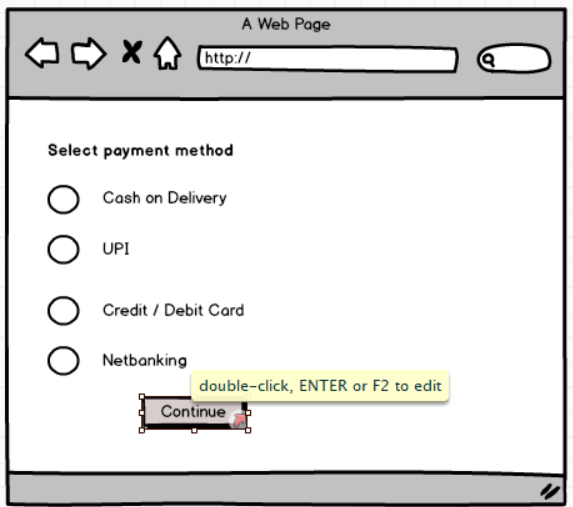 A Web Page
http://
Select payment method
Cash on Delivery
UPI
Credit / Debit Card
Netbanking
double-click, ENTER or F2 to edit
Continue